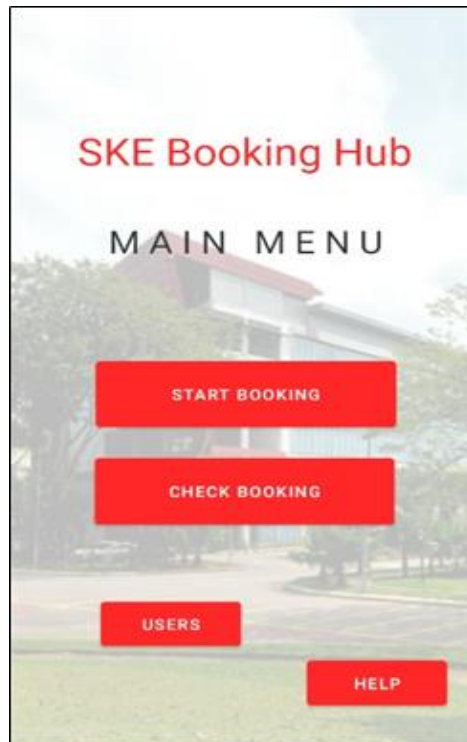 SKE Booking Hub
MAIN MENU
START BOOKING
CHECK BOOKING
USERS
HELP